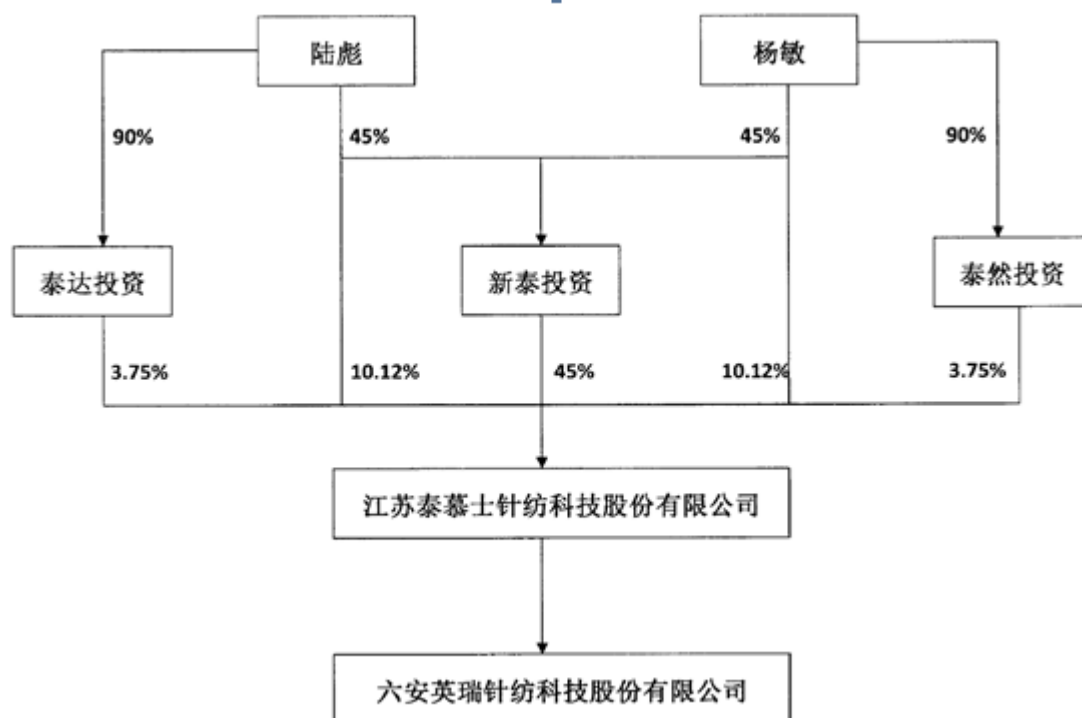 陆彪
杨敏
90%
45%
45%
90%
泰达投资
新泰投资
泰然投资
3.75%
10.12%
45%
10.12%
3.75%
江苏泰慕士针纺科技股份有限公司
六安英瑞针纺科技股份有限公司